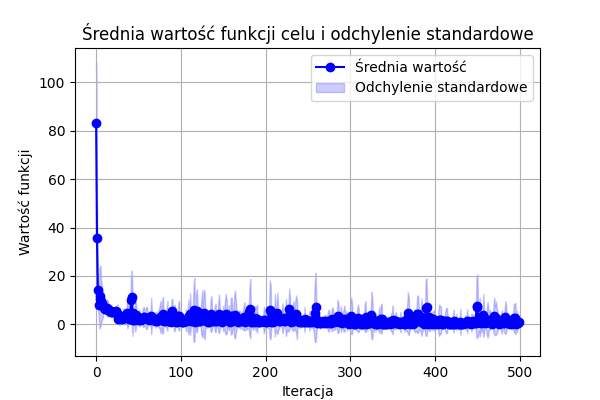 Średnia wartość funkcji celu i odchylenie standardowe
Średnia wartość
Odchylenie standardowe
Wartość funkcji
100
80
60
40
20
0
0 100 200 300 400 500
Iteracja